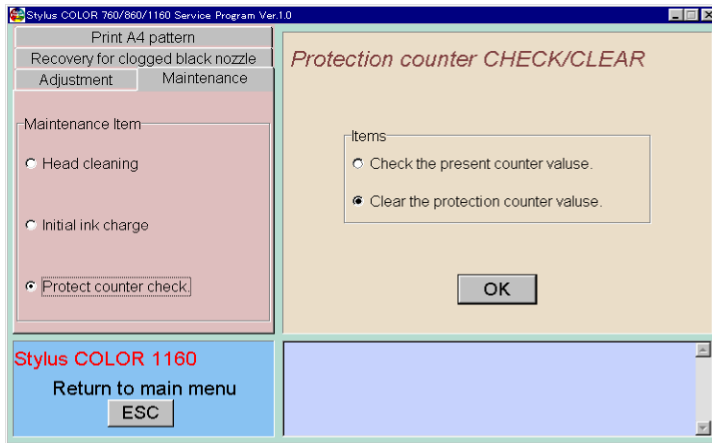 Stylus COLOR 760/860/1160 Service Program Ver.1.0
Print A4 pattern
Recovery for clogged black nozzle
Adjustment Maintenance
Maintenance Item
Head cleaning
Initial ink charge
Protect counter check.
Protection counter CHECK/CLEAR
Items
Check the present counter valuse.
Clear the protection counter valuse.
OK
Stylus COLOR 1160
Return to main menu
ESC